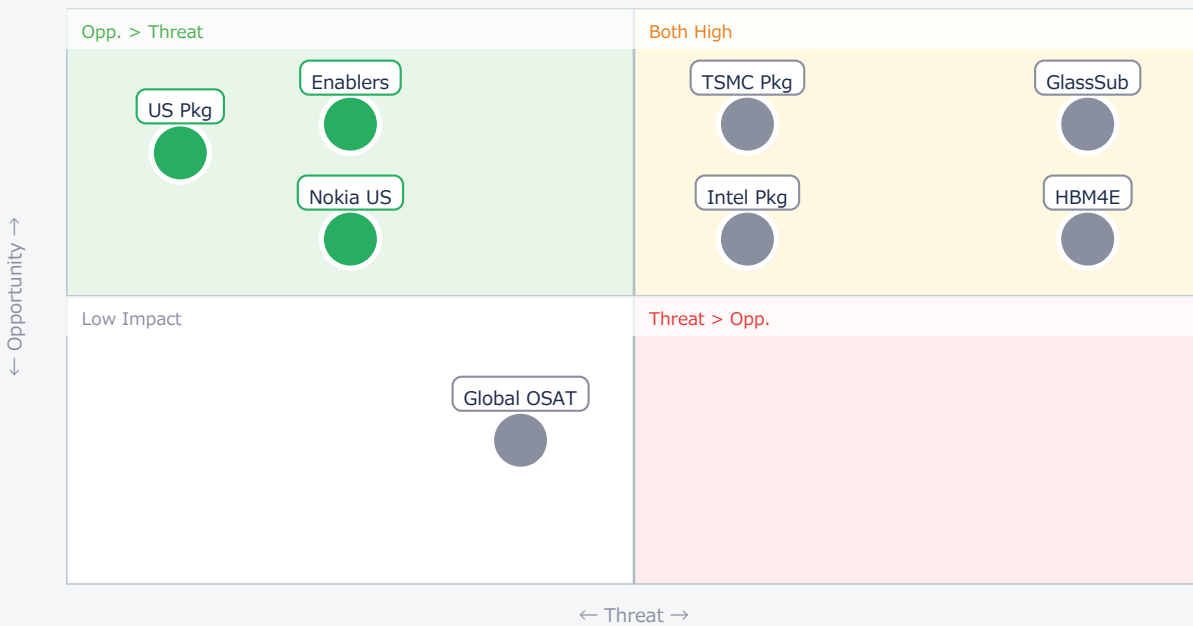 Opp. > Threat
Both High
Enablers
TSMC Pkg
GlassSub
US Pkg
Nokia US
Intel Pkg
HBM4E
← Opportunity →
Low Impact
Threat > Opp.
Global OSAT
← Threat →